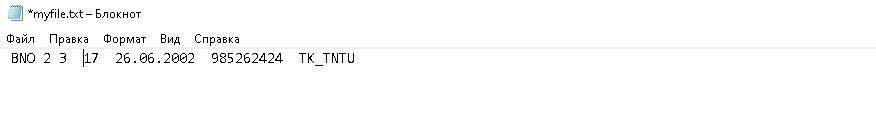 *myfile.txt – Блокнот
Файл Правка Формат Вид Справка
BNO 2 3 17 26.06.2002 985262424 TK_TNTU